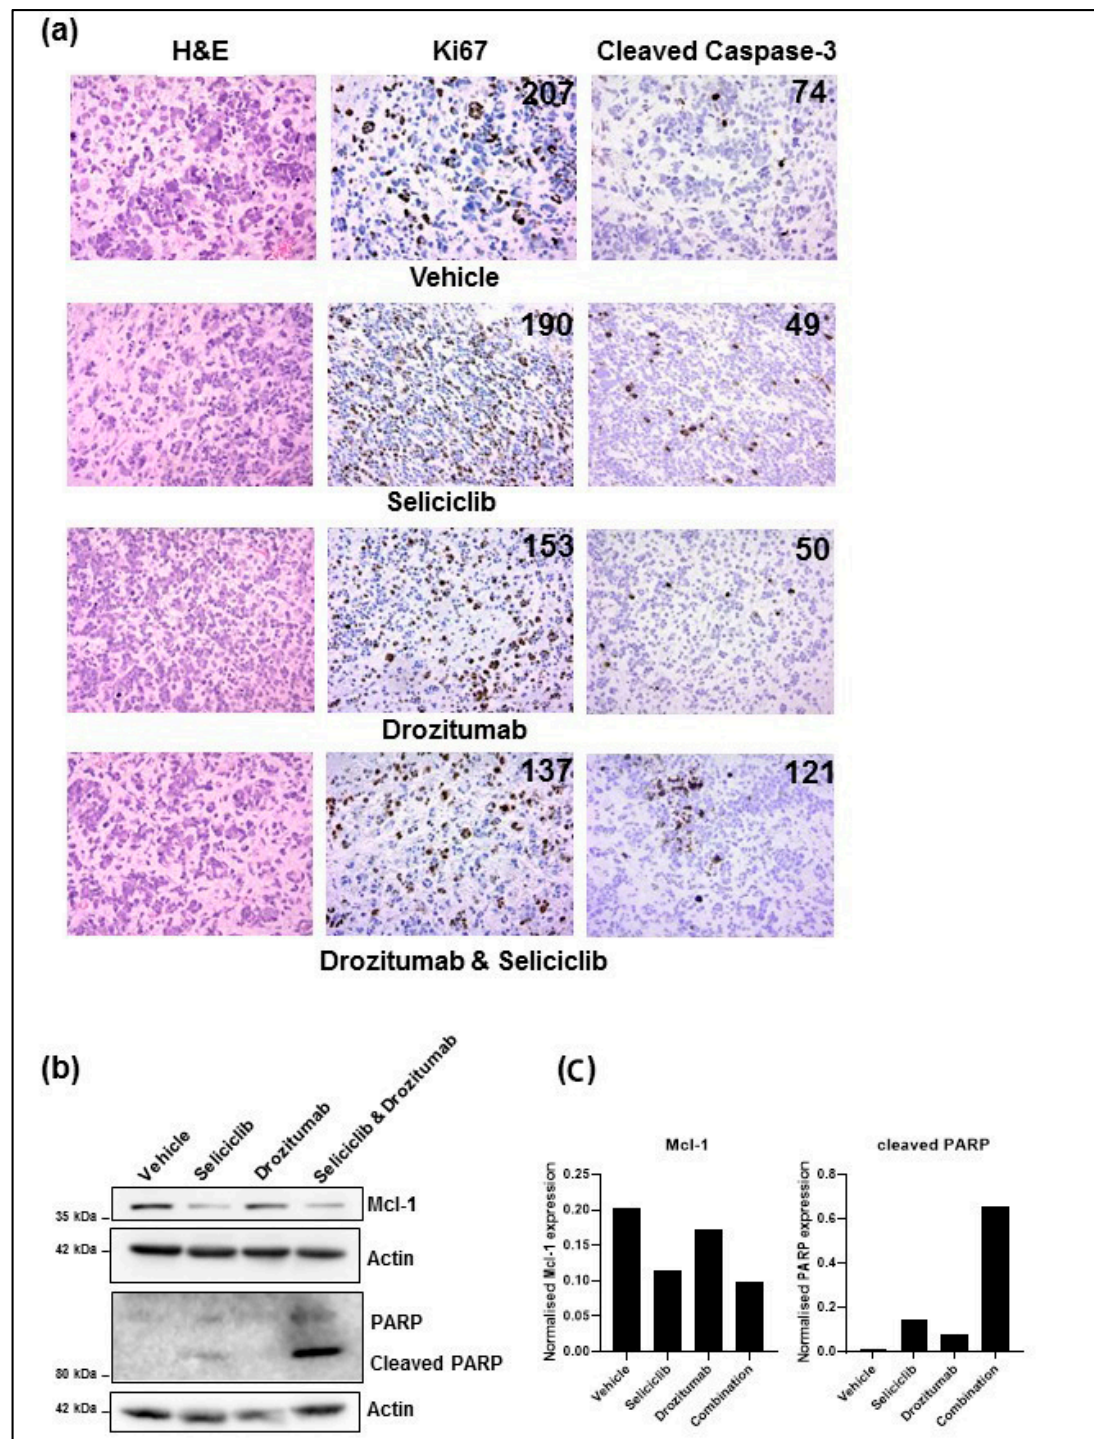 (a)
H&E Ki67 Cleaved Caspase-3
207 74
Vehicle
190 49
Seliciclib
153 50
Drozitumab
137 121
Drozitumab & Seliciclib
(b)
Vehicle
Seliciclib
Drozitumab
Seliciclib & Drozitumab
Mcl-1
35 kDa
42 kDa
Actin
PARP
Cleaved PARP
80 kDa
42 kDa
Actin
(C)
Mcl-1
Normalised Mcl-1 expression
0.25
0.20
0.15
0.10
0.05
0.00
Vehicle
Seliciclib
Drozitumab
Combination
cleaved PARP
Normalised PARP expression
0.8
0.6
0.4
0.2
0.0
Vehicle
Seliciclib
Drozitumab
Combination